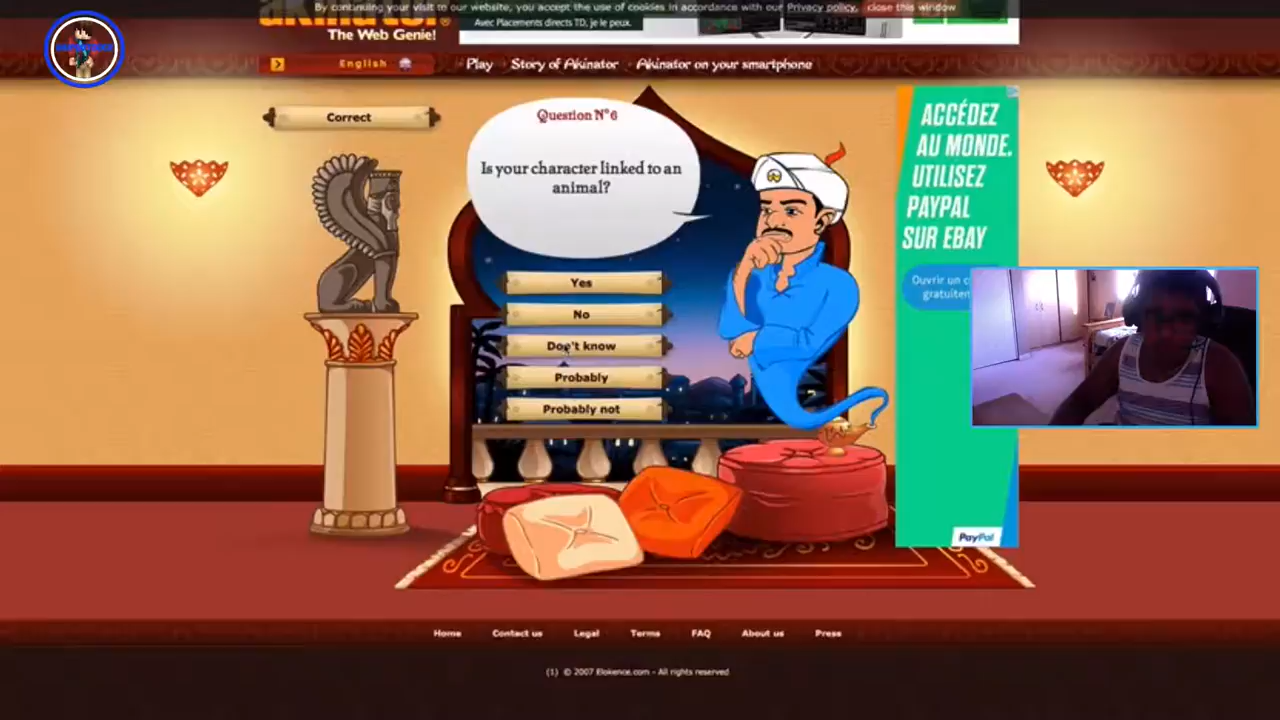 By continuing your visit to our website, you accept the use of cookies in accordance with our Privacy policy. close this window
akinator®
The Web Genie!
Avec Placements directs TD, je le peux.
English
Play
Story of Akinator
Akinator on your smartphone
Correct
Question N°6
Is your character linked to an
animal?
Yes
No
Don't know
Probably
Probably not
ACCÉDEZ
AU MONDE.
UTILISEZ
PAYPAL
SUR EBAY
Ouvrir un
PayPal
Home
Contact us
Legal
Terms
FAQ
About us
Press
(1) © 2007 Elokence.com - All rights reserved